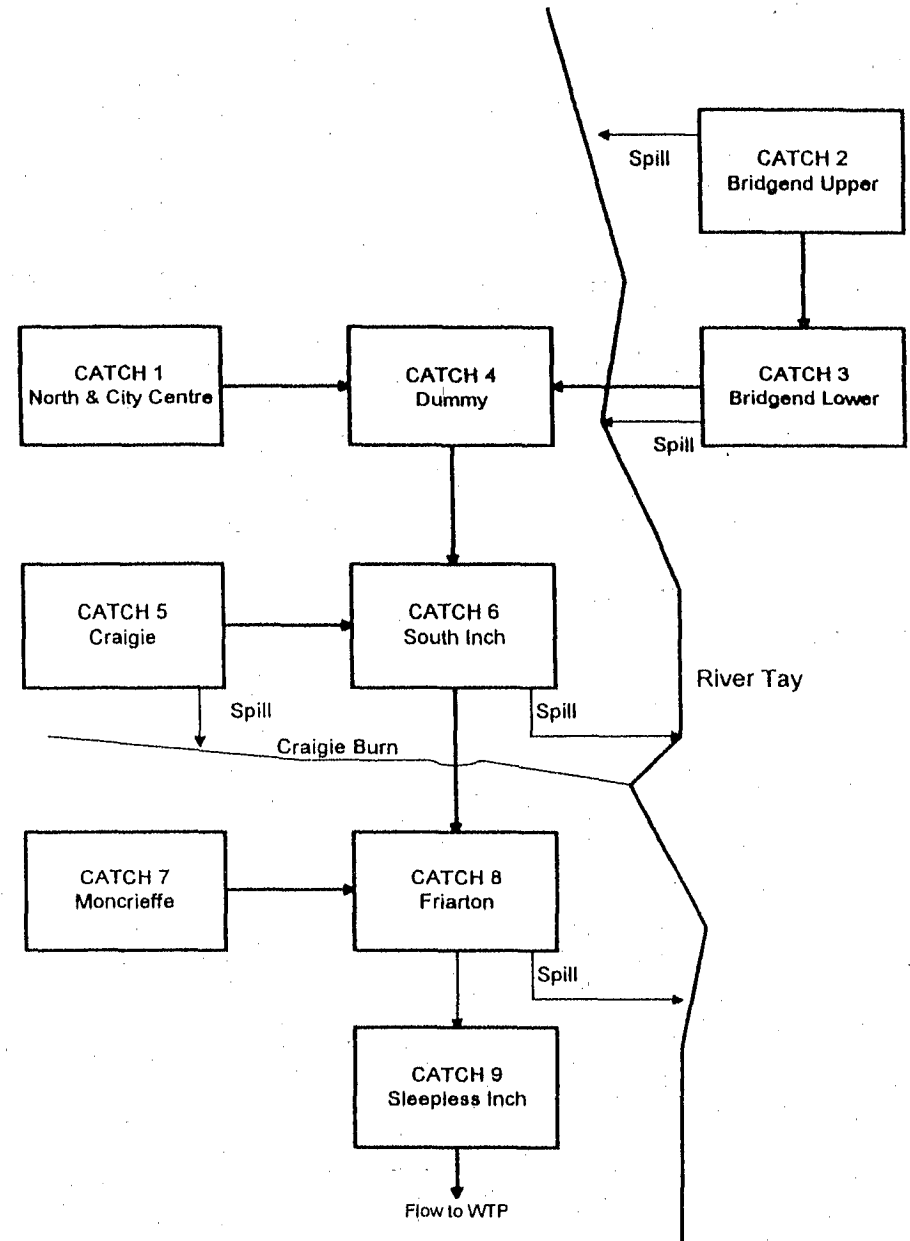 Spill
CATCH 2
Bridgend Upper
CATCH 1
North & City Centre
CATCH 4
Dummy
CATCH 3
Bridgend Lower
Spill
CATCH 5
Craigie
CATCH 6
South Inch
River Tay
Spill
Spill
Craigie Burn
CATCH 7
Moncrieffe
CATCH 8
Friarton
Spill
CATCH 9
Sleepless Inch
Flow to WTP